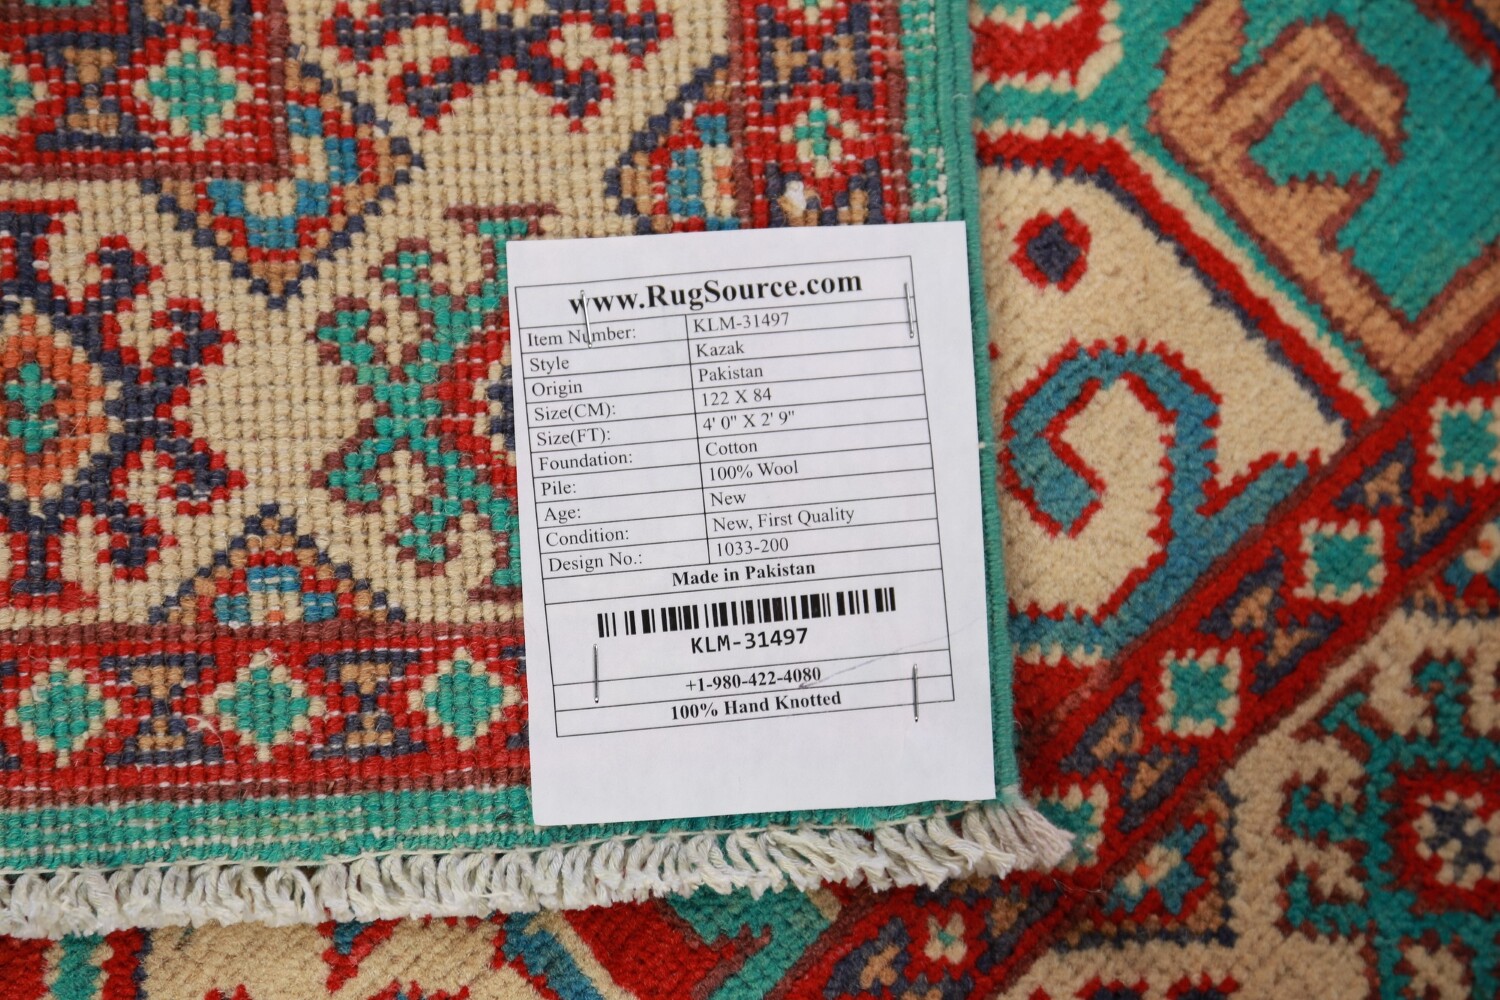 www.RugSource.com
Item Number: KLM-31497
Style Kazak
Origin Pakistan
Size(CM): 122 X 84
Size(FT): 4' 0" X 2' 9"
Foundation: Cotton
Pile: 100% Wool
Age: New
Condition: New, First Quality
Design No.: 1033-200
Made in Pakistan
KLM-31497
+1-980-422-4080
100% Hand Knotted